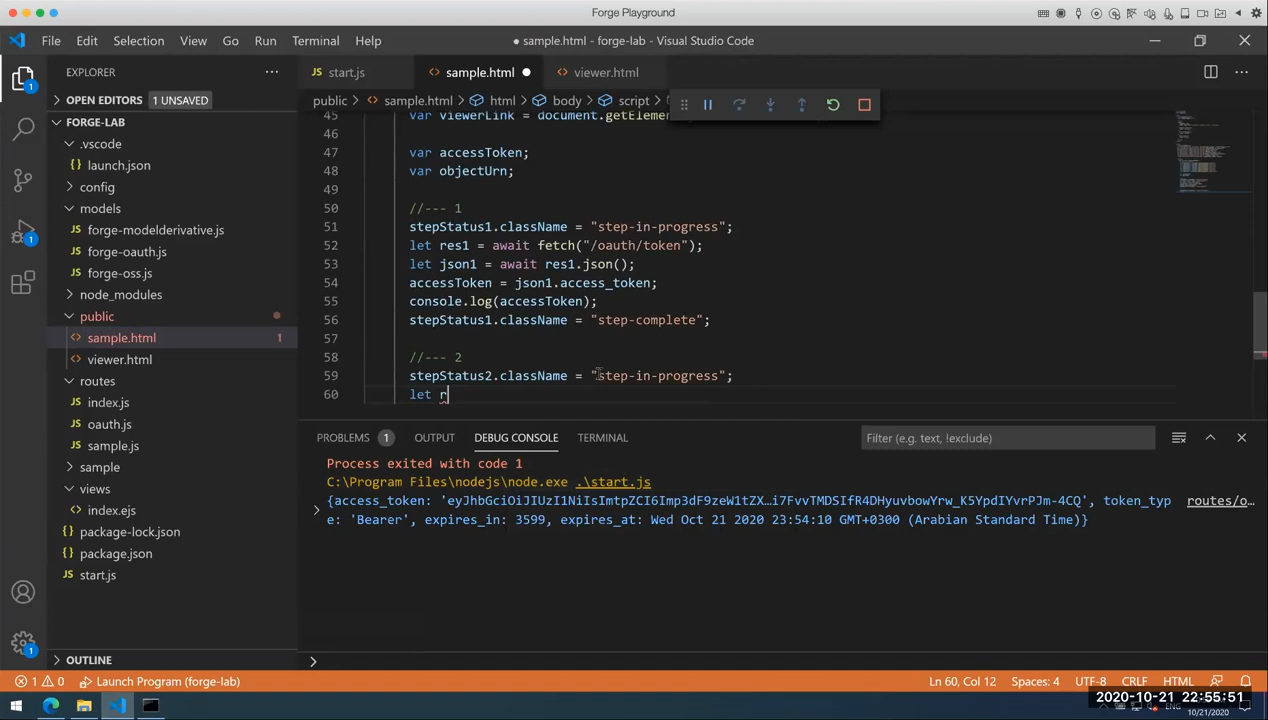 Forge Playground
File Edit Selection View Go Run Terminal Help
● sample.html - forge-lab - Visual Studio Code
EXPLORER
start.js
sample.html
viewer.html
OPEN EDITORS 1 UNSAVED
public > sample.html > html > body > script >
FORGE-LAB
.vscode
launch.json
config
models
forge-modelderivative.js
forge-oauth.js
forge-oss.js
node_modules
public
sample.html 1
viewer.html
routes
index.js
oauth.js
sample.js
sample
views
index.ejs
package-lock.json
package.json
start.js
OUTLINE
45 var viewerLink = document.getElemen
46
47 var accessToken;
48 var objectUrn;
49
50 //--- 1
51 stepStatus1.className = "step-in-progress";
52 let res1 = await fetch("/oauth/token");
53 let json1 = await res1.json();
54 accessToken = json1.access_token;
55 console.log(accessToken);
56 stepStatus1.className = "step-complete";
57
58 //--- 2
59 stepStatus2.className = "step-in-progress";
60 let r
PROBLEMS 1 OUTPUT DEBUG CONSOLE TERMINAL
Filter (e.g. text, !exclude)
Process exited with code 1
C:\Program Files\nodejs\node.exe .\start.js
{access_token: 'eyJhbGciOiJIUzI1NiIsImtpZCI6Imp3dF9zeW1tZX…i7FvvTMDSIfR4DHyuvbowYrw_K5YpdIYvrPJm-4CQ', token_typ routes/o…
e: 'Bearer', expires_in: 3599, expires_at: Wed Oct 21 2020 23:54:10 GMT+0300 (Arabian Standard Time)}
1 0 Launch Program (forge-lab)
Ln 60, Col 12 Spaces: 4 UTF-8 CRLF HTML
2020-10-21 22:55:51
10/21/2020